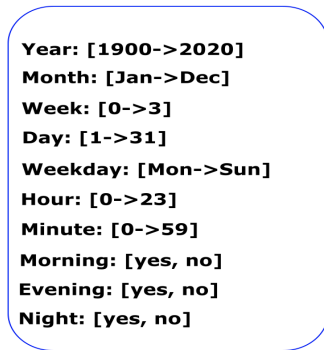 Year: [1900->2020]
Month: [Jan->Dec]
Week: [0->3]
Day: [1->31]
Weekday: [Mon->Sun]
Hour: [0->23]
Minute: [0->59]
Morning: [yes, no]
Evening: [yes, no]
Night: [yes, no]